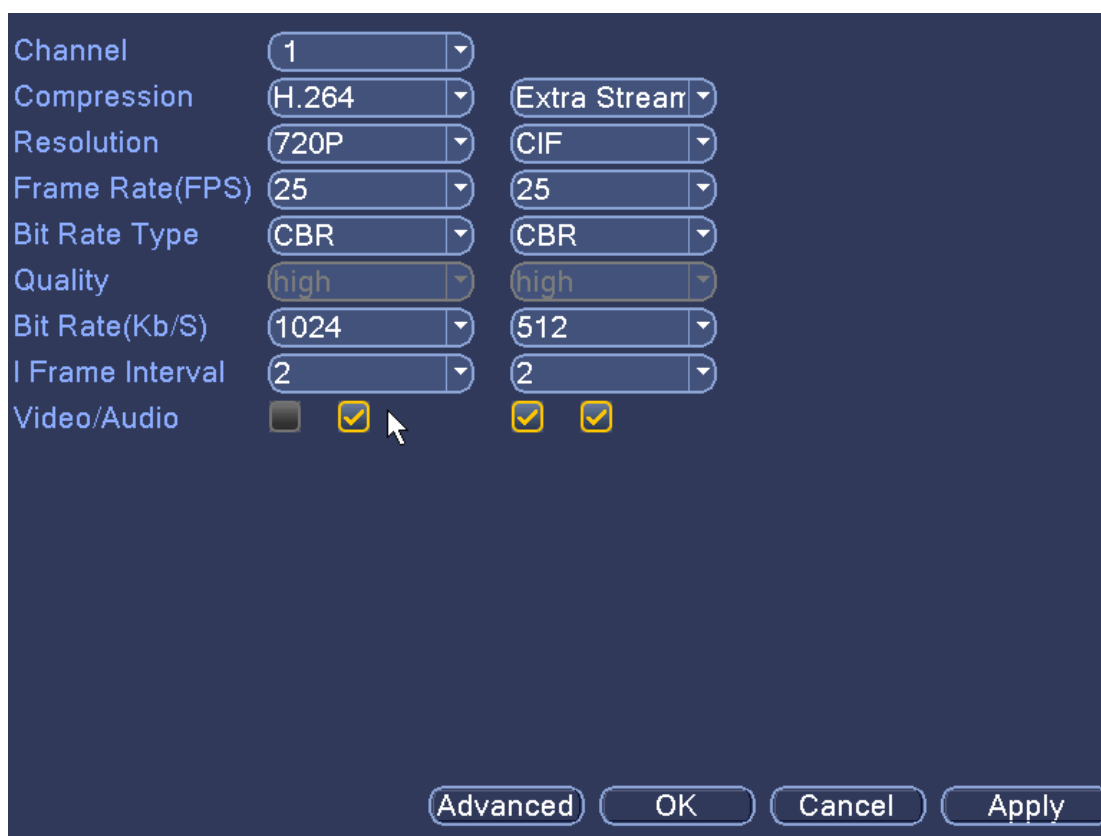 Channel 1
Compression H.264 Extra Stream
Resolution 720P CIF
Frame Rate(FPS) 25 25
Bit Rate Type CBR CBR
Quality high high
Bit Rate(Kb/S) 1024 512
I Frame Interval 2 2
Video/Audio
Advanced OK Cancel Apply